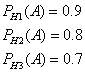 P_{H1}(A) = 0.9
P_{H2}(A) = 0.8
P_{H3}(A) = 0.7